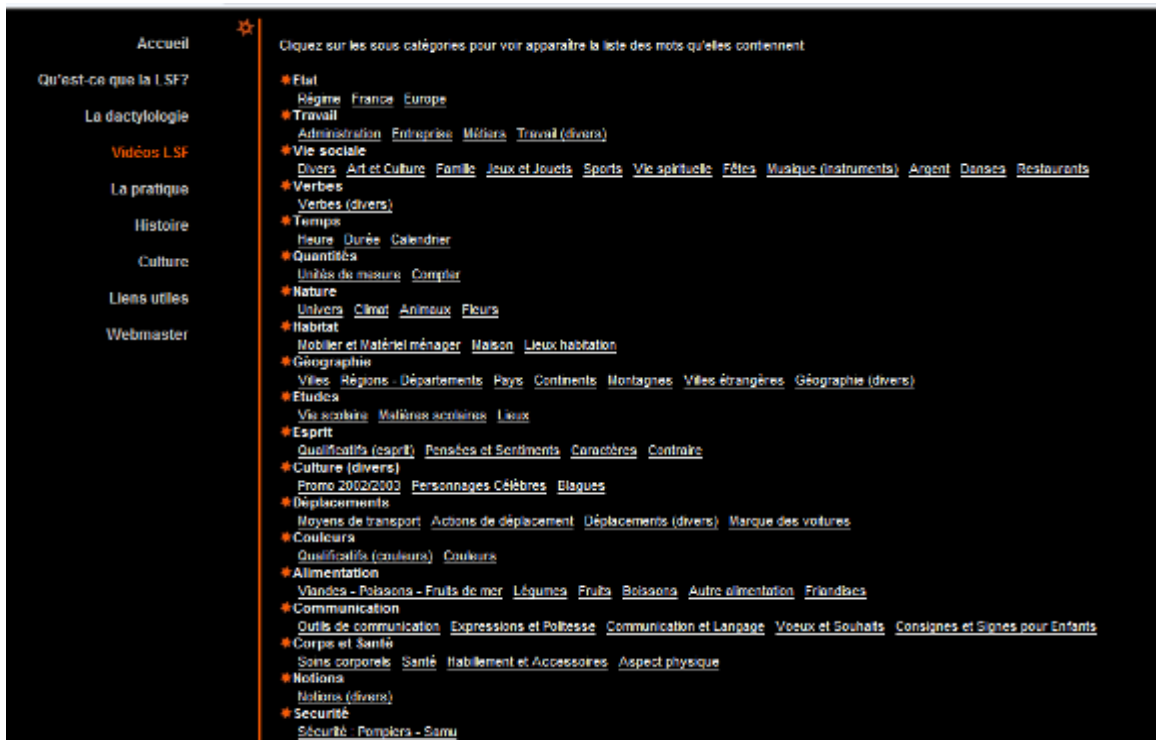 Accueil
Qu'est-ce que la LSF?
La dactylologie
Vidéos LSF
La pratique
Histoire
Culture
Liens utiles
Webmaster
Cliquez sur les sous catégories pour voir apparaître la liste des mots qu'elles contiennent
Etat
Régime France Europe
Travail
Administration Entreprise Métiers Travail (divers)
Vie sociale
Divers Art et Culture Famille Jeux et Jouets Sports Vie spirituelle Fêtes Musique (instruments) Argent Danses Restaurants
Verbes
Verbes (divers)
Temps
Heure Durée Calendrier
Quantités
Unités de mesure Compter
Nature
Univers Climat Animaux Fleurs
Habitat
Mobilier et Matériel ménager Maison Lieux habitation
Géographie
Villes Régions - Départements Pays Continents Montagnes Villes étrangères Géographie (divers)
Etudes
Vie scolaire Matières scolaires Lieux
Esprit
Qualificatifs (esprit) Pensées et Sentiments Caractères Contraire
Culture (divers)
Promo 2002/2003 Personnages Célèbres Blagues
Déplacements
Moyens de transport Actions de déplacement Déplacements (divers) Marque des voitures
Couleurs
Qualificatifs (couleurs) Couleurs
Alimentation
Viandes - Poissons - Fruits de mer Légumes Fruits Boissons Autre alimentation Friandises
Communication
Outils de communication Expressions et Politesse Communication et Langage Voeux et Souhaits Consignes et Signes pour Enfants
Corps et Santé
Soins corporels Santé Habillement et Accessoires Aspect physique
Notions
Notions (divers)
Securité
Sécurité : Pompiers - Samu